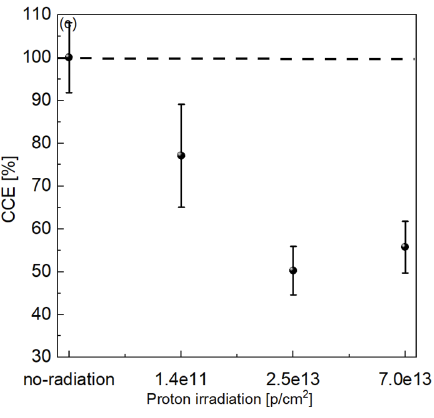 (c)
110
100
90
80
70
60
50
40
30
CCE [%]
no-radiation 1.4e11 2.5e13 7.0e13
Proton irradiation [p/cm²]